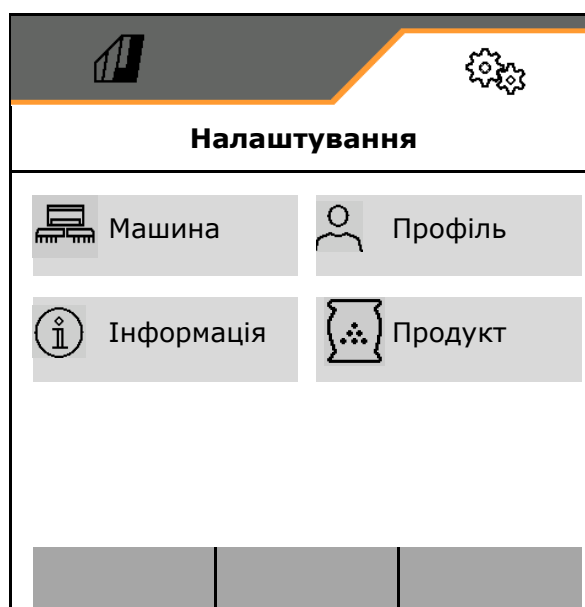 Налаштування
Машина
Профіль
Інформація
Продукт